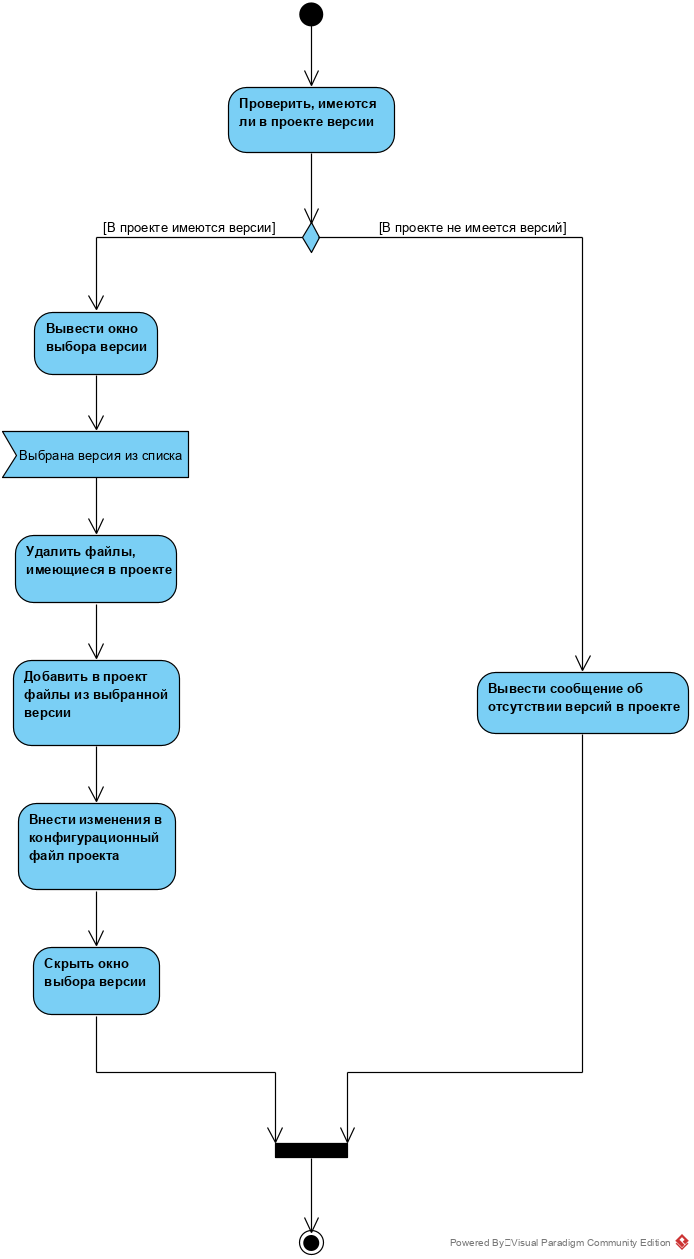 Проверить, имеются
ли в проекте версии
[В проекте имеются версии]
[В проекте не имеется версий]
Вывести окно
выбора версии
Выбрана версия из списка
Удалить файлы,
имеющиеся в проекте
Добавить в проект
файлы из выбранной
версии
Вывести сообщение об
отсутствии версий в проекте
Внести изменения в
конфигурационный
файл проекта
Скрыть окно
выбора версии
Powered By Visual Paradigm Community Edition